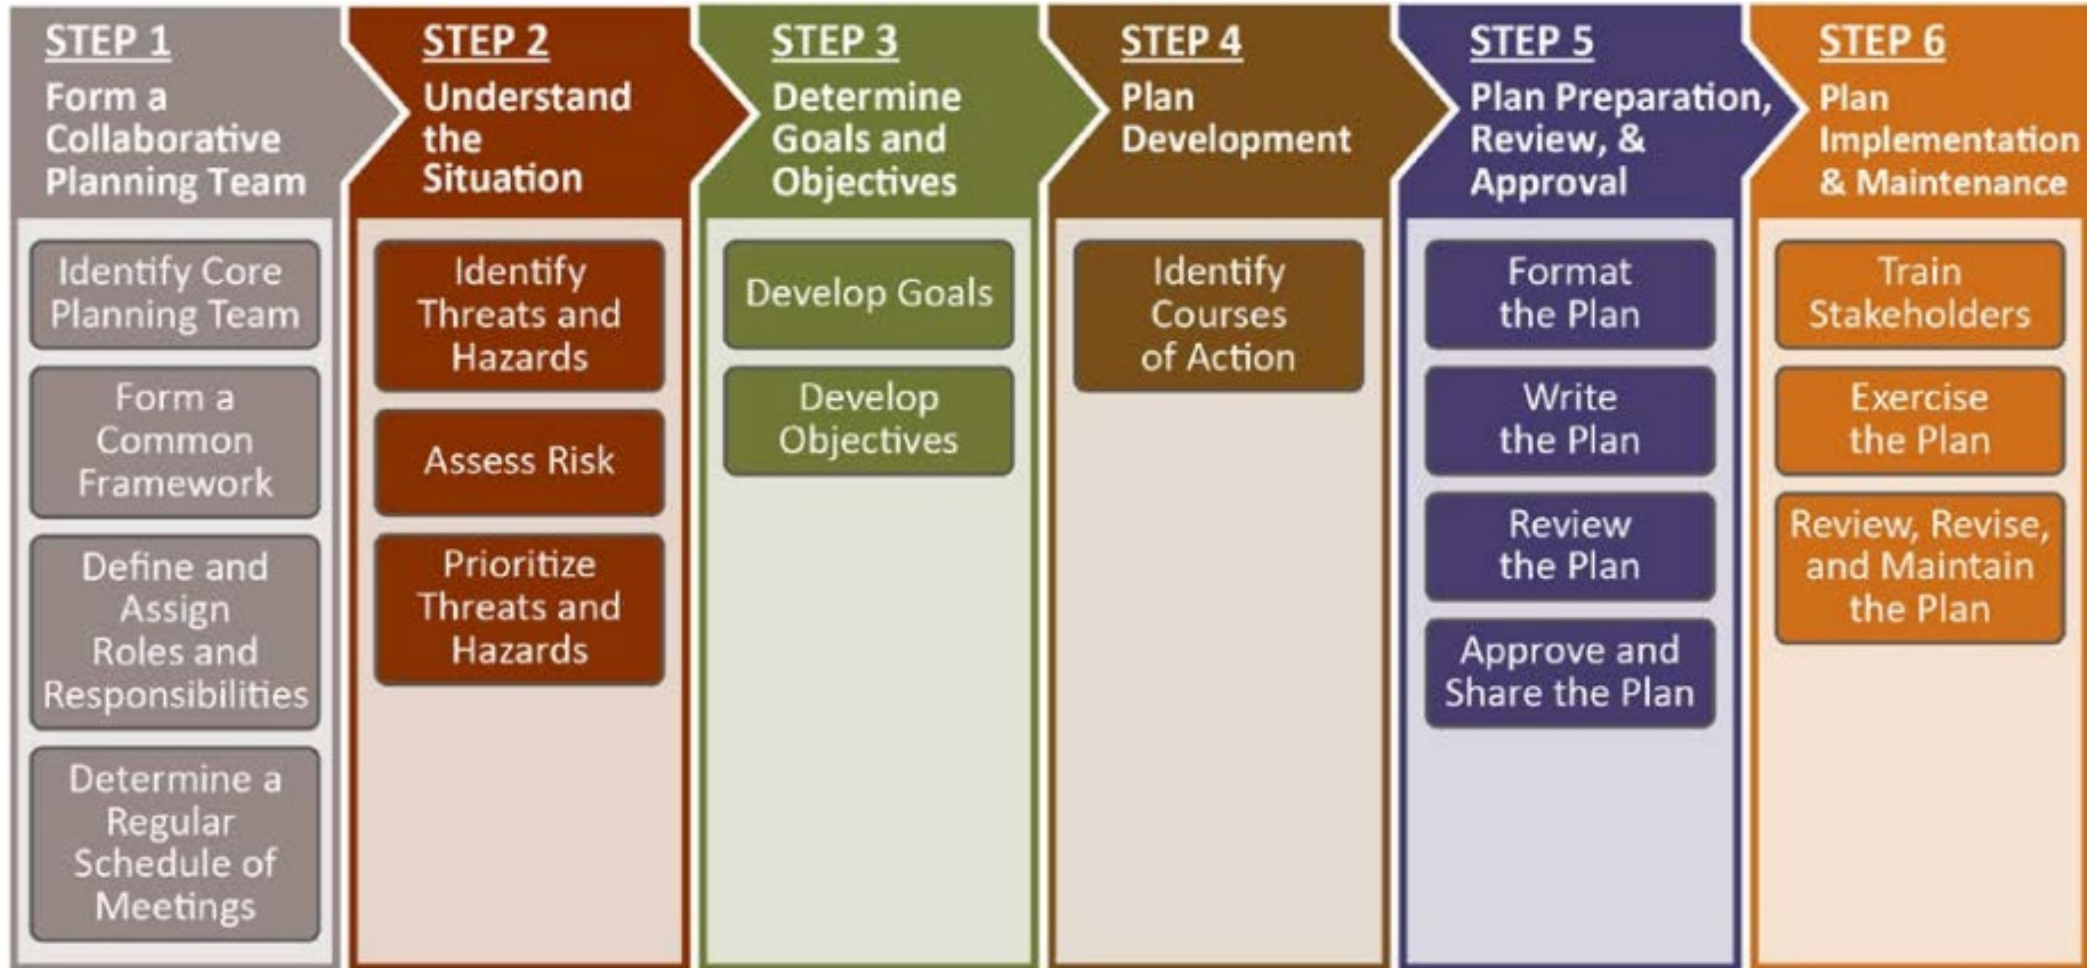 STEP 1
Form a
Collaborative
Planning Team
Identify Core
Planning Team
Form a
Common
Framework
Define and
Assign
Roles and
Responsibilities
Determine a
Regular
Schedule of
Meetings
STEP 2
Understand
the
Situation
Identify
Threats and
Hazards
Assess Risk
Prioritize
Threats and
Hazards
STEP 3
Determine
Goals and
Objectives
Develop Goals
Develop
Objectives
STEP 4
Plan
Development
Identify
Courses
of Action
STEP 5
Plan Preparation,
Review, &
Approval
Format
the Plan
Write
the Plan
Review
the Plan
Approve and
Share the Plan
STEP 6
Plan
Implementation
& Maintenance
Train
Stakeholders
Exercise
the Plan
Review, Revise,
and Maintain
the Plan